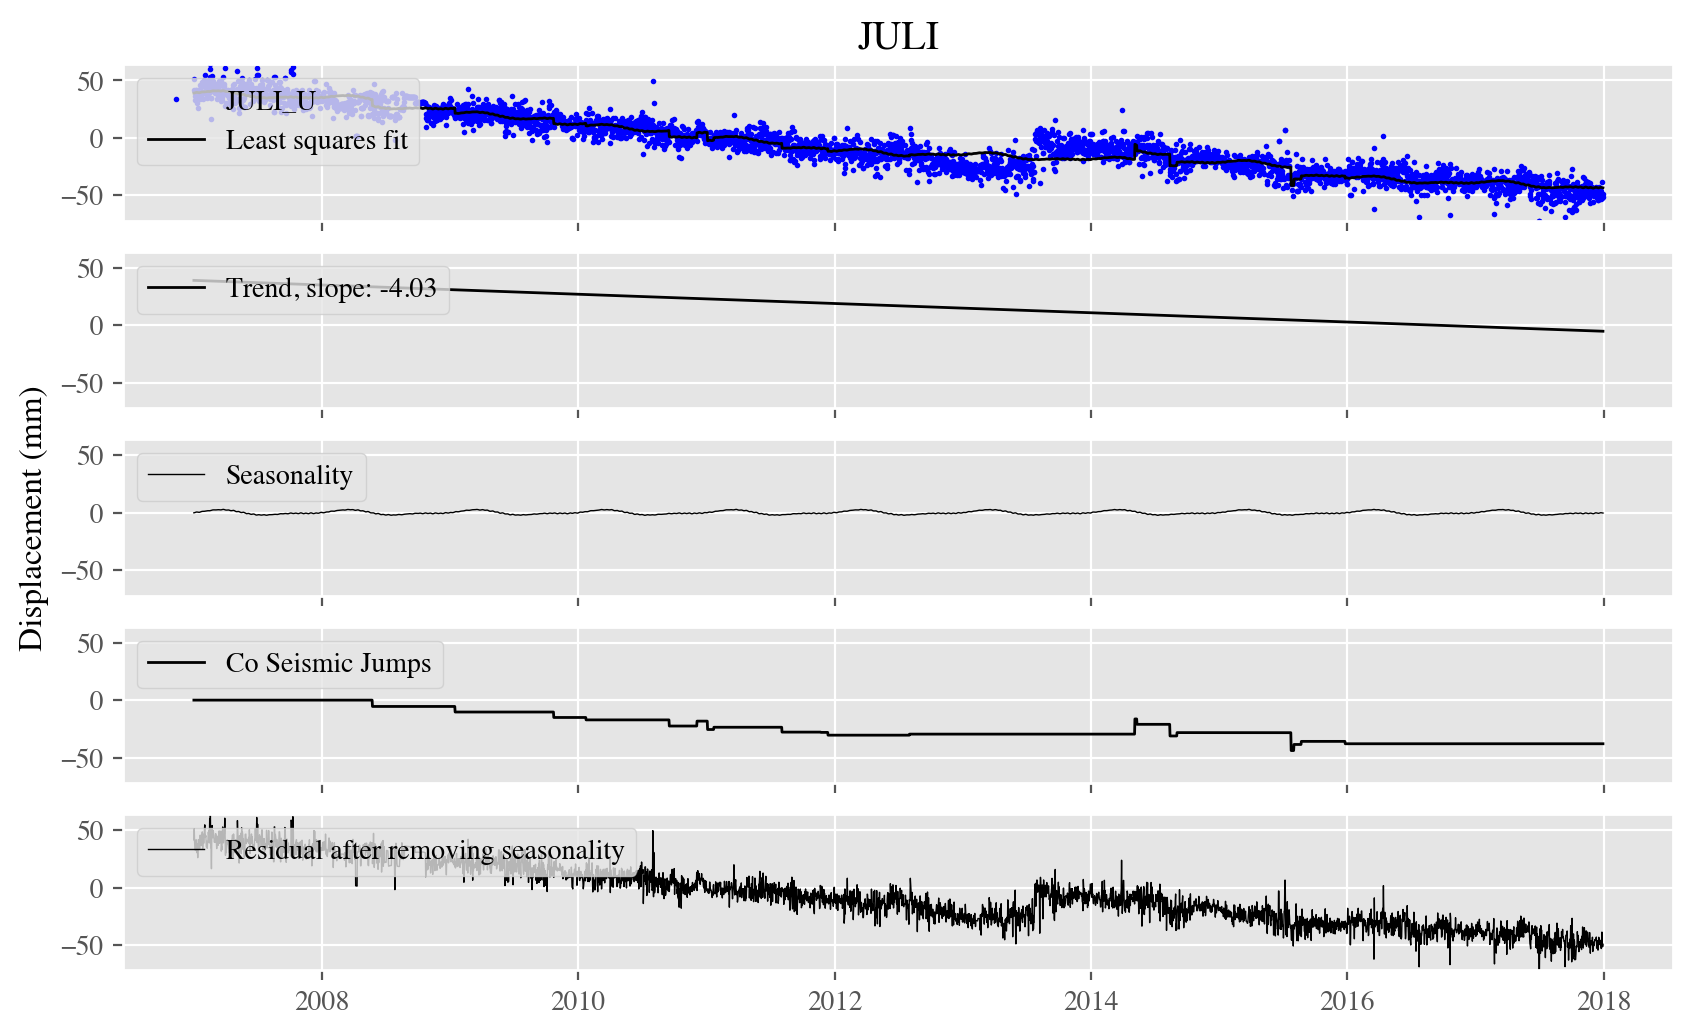 JULI
50
0
−50
JULI_U
Least squares fit
50
0
−50
Trend, slope: -4.03
Displacement (mm)
50
0
−50
Seasonality
50
0
−50
Co Seismic Jumps
50
0
−50
Residual after removing seasonality
2008 2010 2012 2014 2016 2018